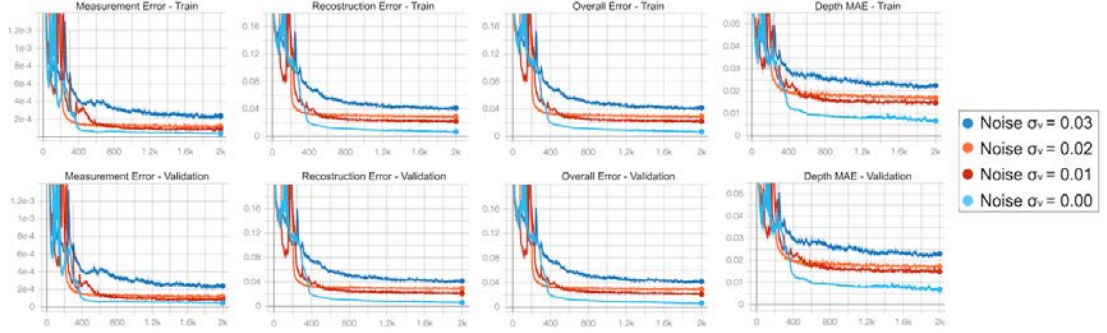 Measurement Error - Train
Recostruction Error - Train
Overall Error - Train
Depth MAE - Train
1.2e-3
1e-3
8e-4
6e-4
4e-4
2e-4
0
0 400 800 1.2k 1.6k 2k
0.16
0.12
0.08
0.04
0
0 400 800 1.2k 1.6k 2k
0.16
0.12
0.08
0.04
0
0 400 800 1.2k 1.6k 2k
0.05
0.04
0.03
0.02
0.01
0
0 400 800 1.2k 1.6k 2k
Measurement Error - Validation
Recostruction Error - Validation
Overall Error - Validation
Depth MAE - Validation
1.2e-3
1e-3
8e-4
6e-4
4e-4
2e-4
0
0 400 800 1.2k 1.6k 2k
0.16
0.12
0.08
0.04
0
0 400 800 1.2k 1.6k 2k
0.16
0.12
0.08
0.04
0
0 400 800 1.2k 1.6k 2k
0.05
0.04
0.03
0.02
0.01
0
0 400 800 1.2k 1.6k 2k
Noise σᵥ = 0.03
Noise σᵥ = 0.02
Noise σᵥ = 0.01
Noise σᵥ = 0.00